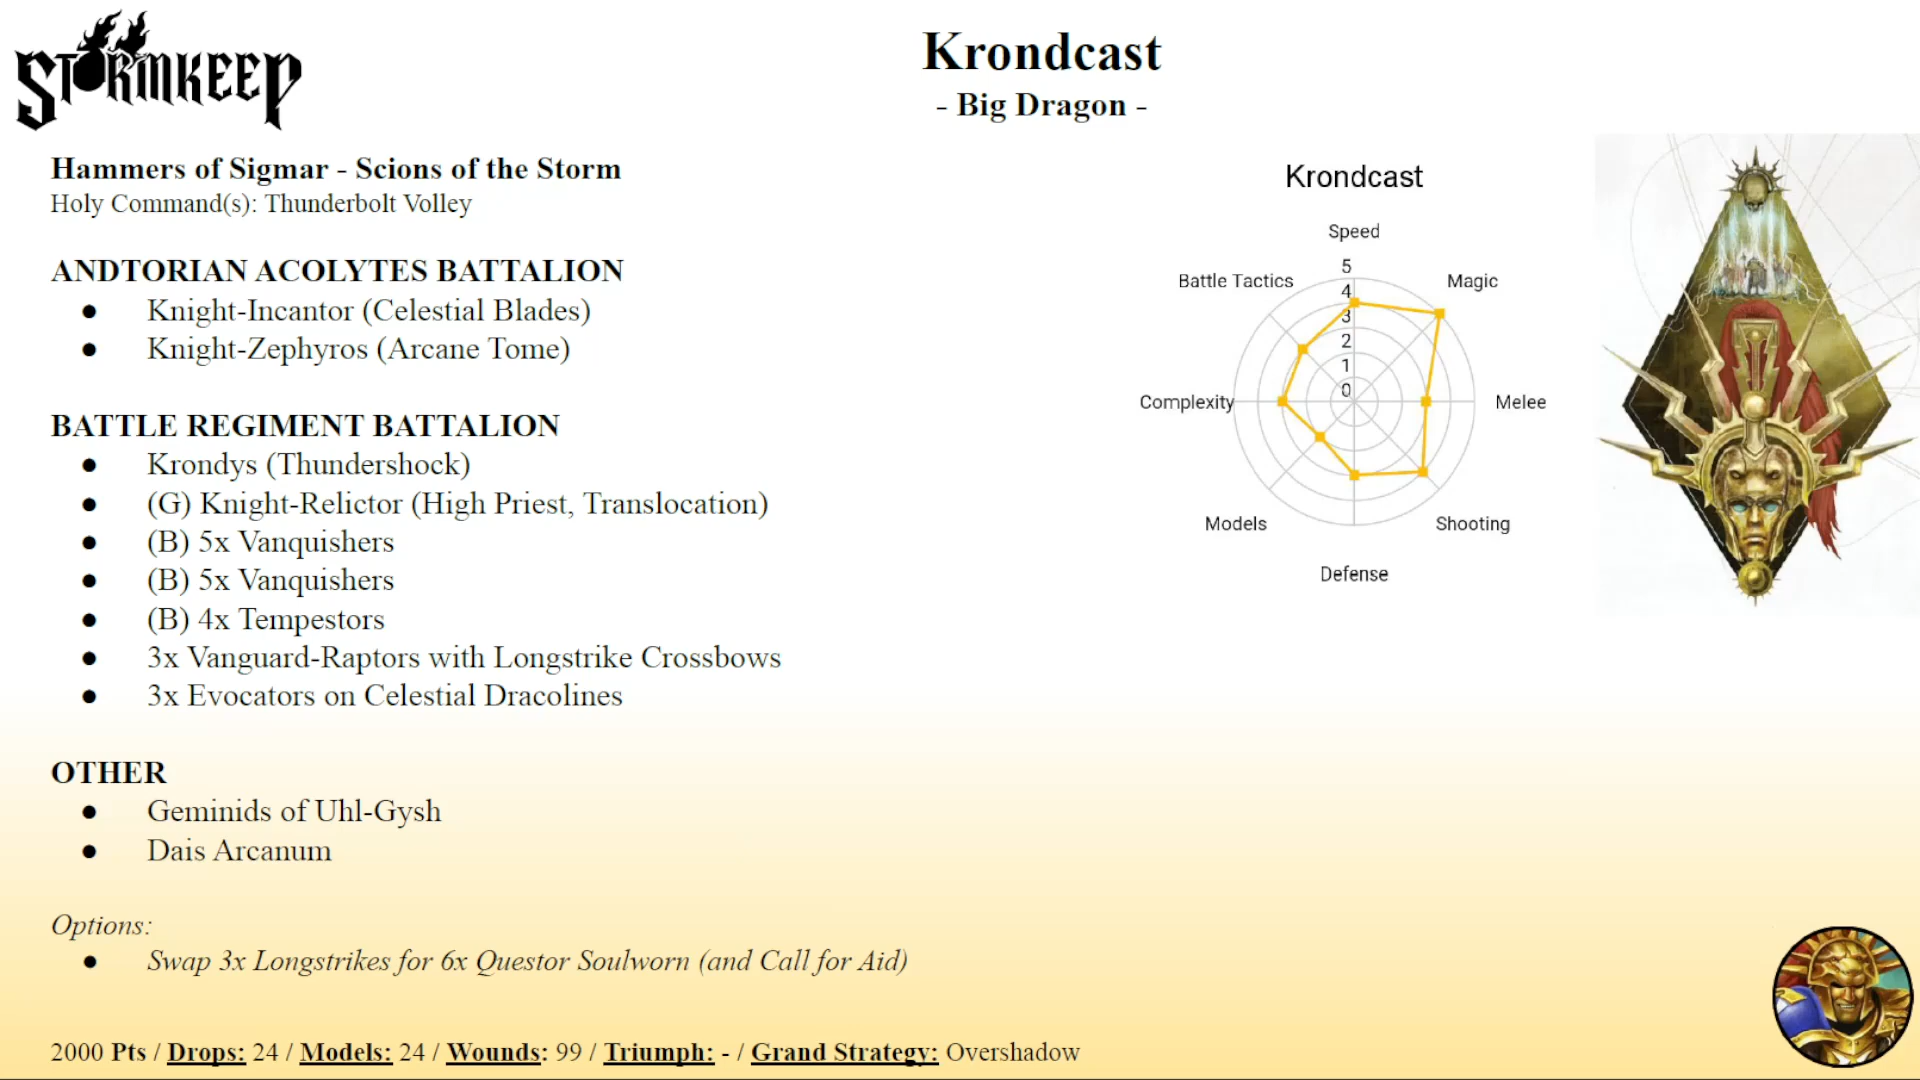 STORMKEEP
Krondcast
- Big Dragon -
Hammers of Sigmar - Scions of the Storm
Holy Command(s): Thunderbolt Volley
ANDTORIAN ACOLYTES BATTALION
● Knight-Incantor (Celestial Blades)
● Knight-Zephyros (Arcane Tome)
BATTLE REGIMENT BATTALION
● Krondys (Thundershock)
● (G) Knight-Relictor (High Priest, Translocation)
● (B) 5x Vanquishers
● (B) 5x Vanquishers
● (B) 4x Tempestors
● 3x Vanguard-Raptors with Longstrike Crossbows
● 3x Evocators on Celestial Dracolines
OTHER
● Geminids of Uhl-Gysh
● Dais Arcanum
Options:
● Swap 3x Longstrikes for 6x Questor Soulworn (and Call for Aid)
2000 Pts / Drops: 24 / Models: 24 / Wounds: 99 / Triumph: - / Grand Strategy: Overshadow
Krondcast
Speed
5
Battle Tactics
Magic
4
3
2
1
0
Complexity
Melee
Models
Shooting
Defense